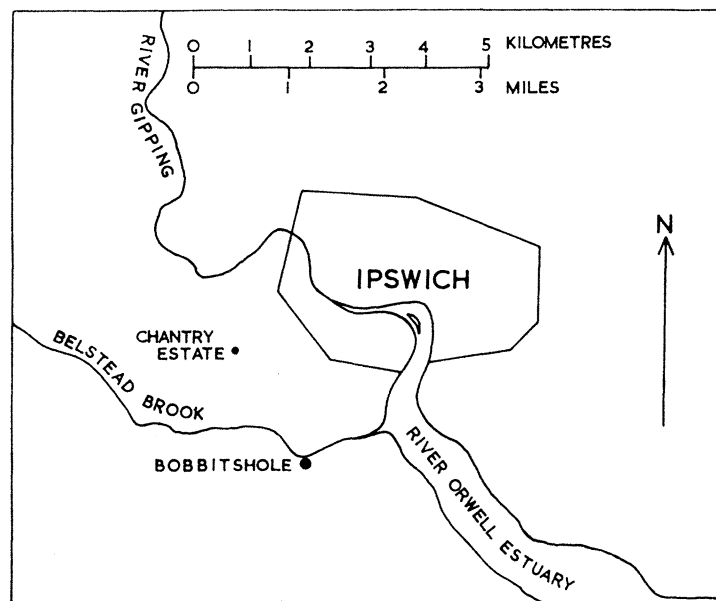 0 1 2 3 4 5 KILOMETRES
0 1 2 3 MILES
RIVER GIPPING
N
IPSWICH
CHANTRY
ESTATE
BELSTEAD BROOK
BOBBITSHOLE
RIVER ORWELL ESTUARY